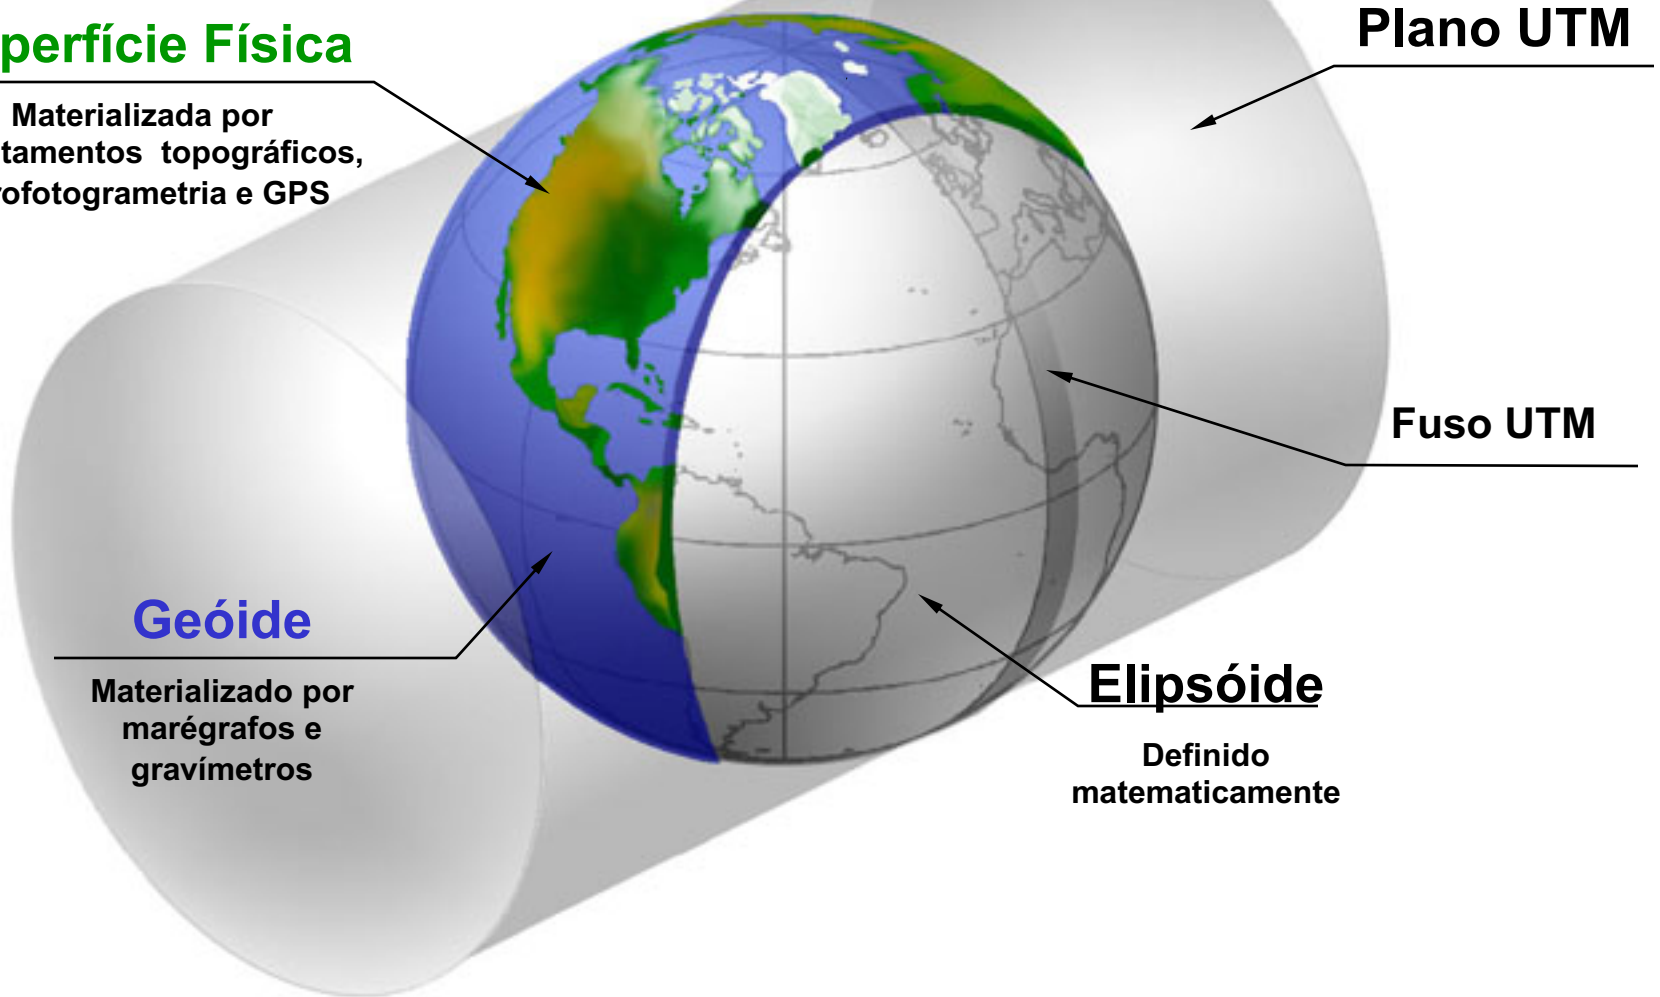 perfície Física
Materializada por
tamentos topográficos,
rofotogrametria e GPS
Plano UTM
Fuso UTM
Geóide
Materializado por
marégrafos e
gravímetros
Elipsóide
Definido
matematicamente